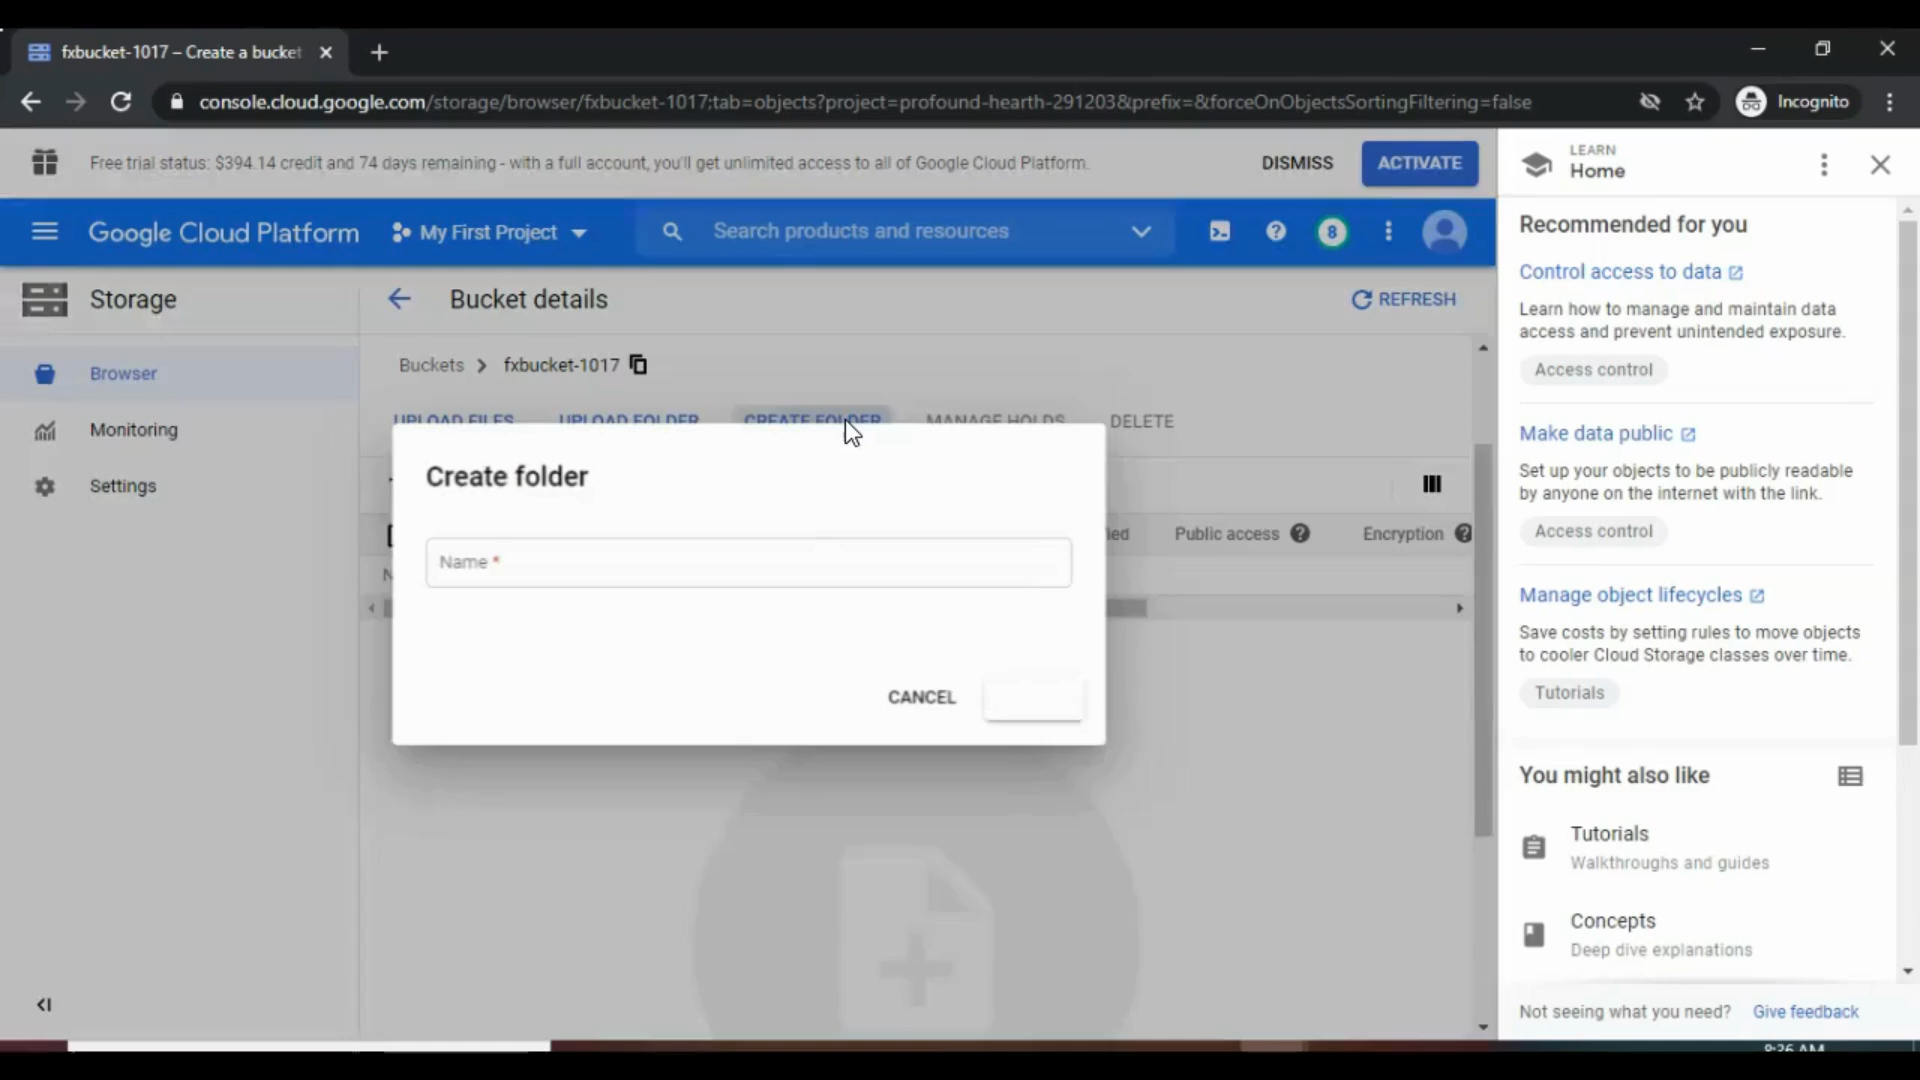 fxbucket-1017 – Create a bucket
console.cloud.google.com/storage/browser/fxbucket-1017;tab=objects?project=profound-hearth-291203&prefix=&forceOnObjectsSortingFiltering=false
Incognito
Free trial status: $394.14 credit and 74 days remaining - with a full account, you'll get unlimited access to all of Google Cloud Platform.
DISMISS
ACTIVATE
Google Cloud Platform
My First Project
Search products and resources
8
Storage
Browser
Monitoring
Settings
Bucket details
REFRESH
Buckets > fxbucket-1017
UPLOAD FILES
UPLOAD FOLDER
CREATE FOLDER
MANAGE HOLDS
DELETE
Public access
Encryption
Create folder
Name *
CANCEL
LEARN
Home
Recommended for you
Control access to data
Learn how to manage and maintain data
access and prevent unintended exposure.
Access control
Make data public
Set up your objects to be publicly readable
by anyone on the internet with the link.
Access control
Manage object lifecycles
Save costs by setting rules to move objects
to cooler Cloud Storage classes over time.
Tutorials
You might also like
Tutorials
Walkthroughs and guides
Concepts
Deep dive explanations
Not seeing what you need? Give feedback